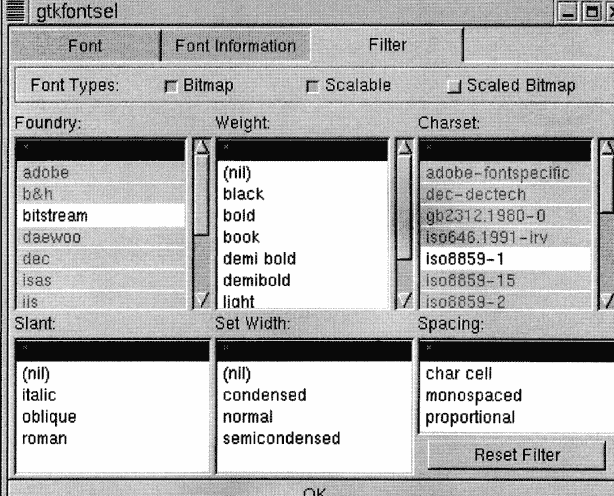 gtkfontsel
Font Font Information Filter
Font Types: Bitmap Scalable Scaled Bitmap
Foundry: Weight: Charset:
* * *
adobe (nil) adobe-fontspecific
b&h black dec-dectech
bitstream bold gb2312.1980-0
daewoo book iso646.1991-irv
dec demi bold iso8859-1
isas demibold iso8859-15
jis light iso8859-2
Slant: Set Width: Spacing:
* * *
(nil) (nil) char cell
italic condensed monospaced
oblique normal proportional
roman semicondensed
Reset Filter
OK